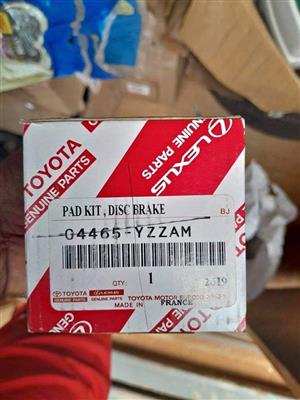 TOYOTA
GENUINE PARTS
LEXUS
GENUINE PARTS
PAD KIT, DISC BRAKE
BJ
04465-YZZAM
QTY:
1
2619
TOYOTA
GENUINE PARTS
LEXUS
GENUINE PARTS
TOYOTA MOTOR
MADE IN
FRANCE